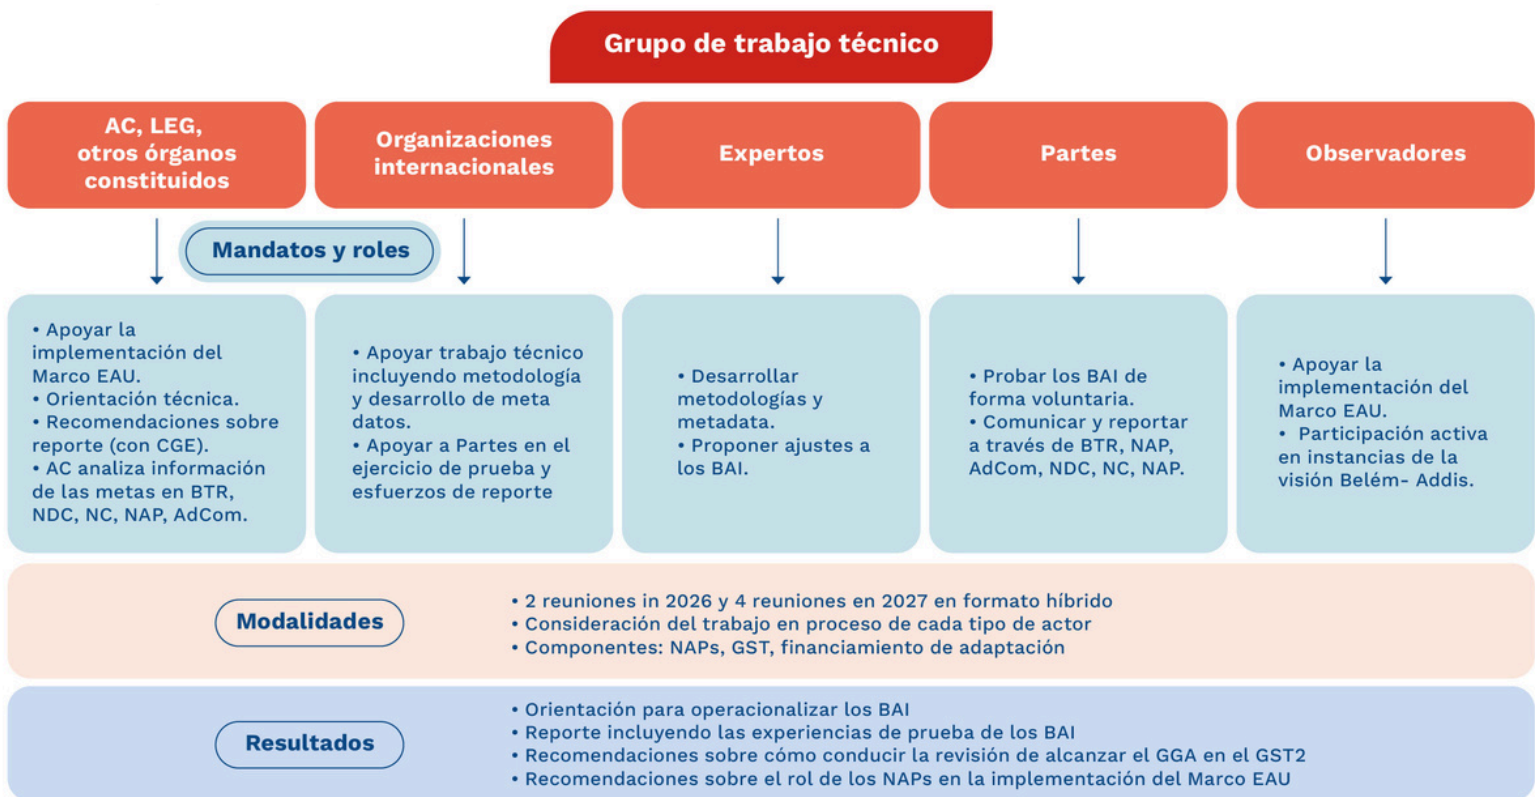 Grupo de trabajo técnico
AC, LEG,
otros órganos
constituidos
Organizaciones
internacionales
Expertos
Partes
Observadores
Mandatos y roles
• Apoyar la
implementación del
Marco EAU.
• Orientación técnica.
• Recomendaciones sobre
reporte (con CGE).
• AC analiza información
de las metas en BTR,
NDC, NC, NAP, AdCom.
• Apoyar trabajo técnico
incluyendo metodología
y desarrollo de meta
datos.
• Apoyar a Partes en el
ejercicio de prueba y
esfuerzos de reporte
• Desarrollar
metodologías y
metadata.
• Proponer ajustes a
los BAI.
• Probar los BAI de
forma voluntaria.
• Comunicar y reportar
a través de BTR, NAP,
AdCom, NDC, NC, NAP.
• Apoyar la
implementación del
Marco EAU.
• Participación activa
en instancias de la
visión Belém- Addis.
Modalidades
• 2 reuniones in 2026 y 4 reuniones en 2027 en formato híbrido
• Consideración del trabajo en proceso de cada tipo de actor
• Componentes: NAPs, GST, financiamiento de adaptación
Resultados
• Orientación para operacionalizar los BAI
• Reporte incluyendo las experiencias de prueba de los BAI
• Recomendaciones sobre cómo conducir la revisión de alcanzar el GGA en el GST2
• Recomendaciones sobre el rol de los NAPs en la implementación del Marco EAU